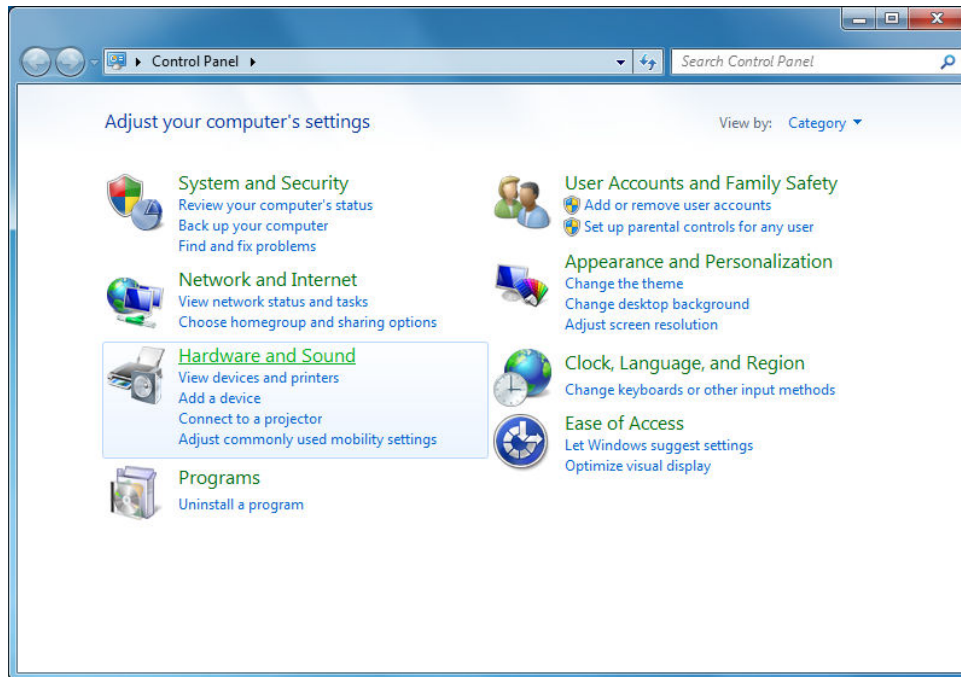 Control Panel
Search Control Panel
Adjust your computer's settings
View by: Category
System and Security
Review your computer's status
Back up your computer
Find and fix problems
Network and Internet
View network status and tasks
Choose homegroup and sharing options
Hardware and Sound
View devices and printers
Add a device
Connect to a projector
Adjust commonly used mobility settings
Programs
Uninstall a program
User Accounts and Family Safety
Add or remove user accounts
Set up parental controls for any user
Appearance and Personalization
Change the theme
Change desktop background
Adjust screen resolution
Clock, Language, and Region
Change keyboards or other input methods
Ease of Access
Let Windows suggest settings
Optimize visual display